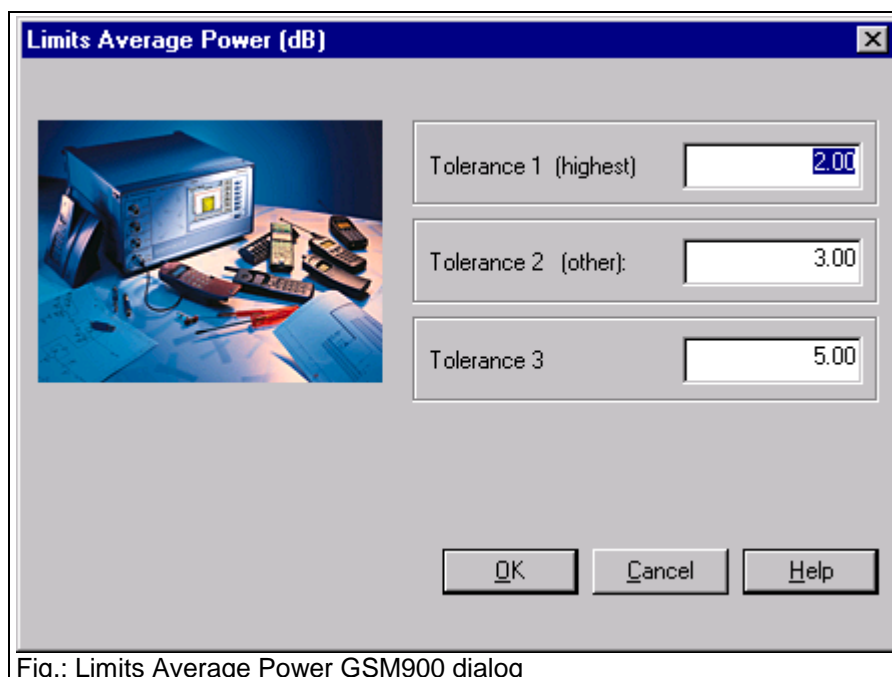 Limits Average Power (dB)
Tolerance 1 (highest) 2.00
Tolerance 2 (other): 3.00
Tolerance 3 5.00
OK Cancel Help
Fig.: Limits Average Power GSM900 dialog